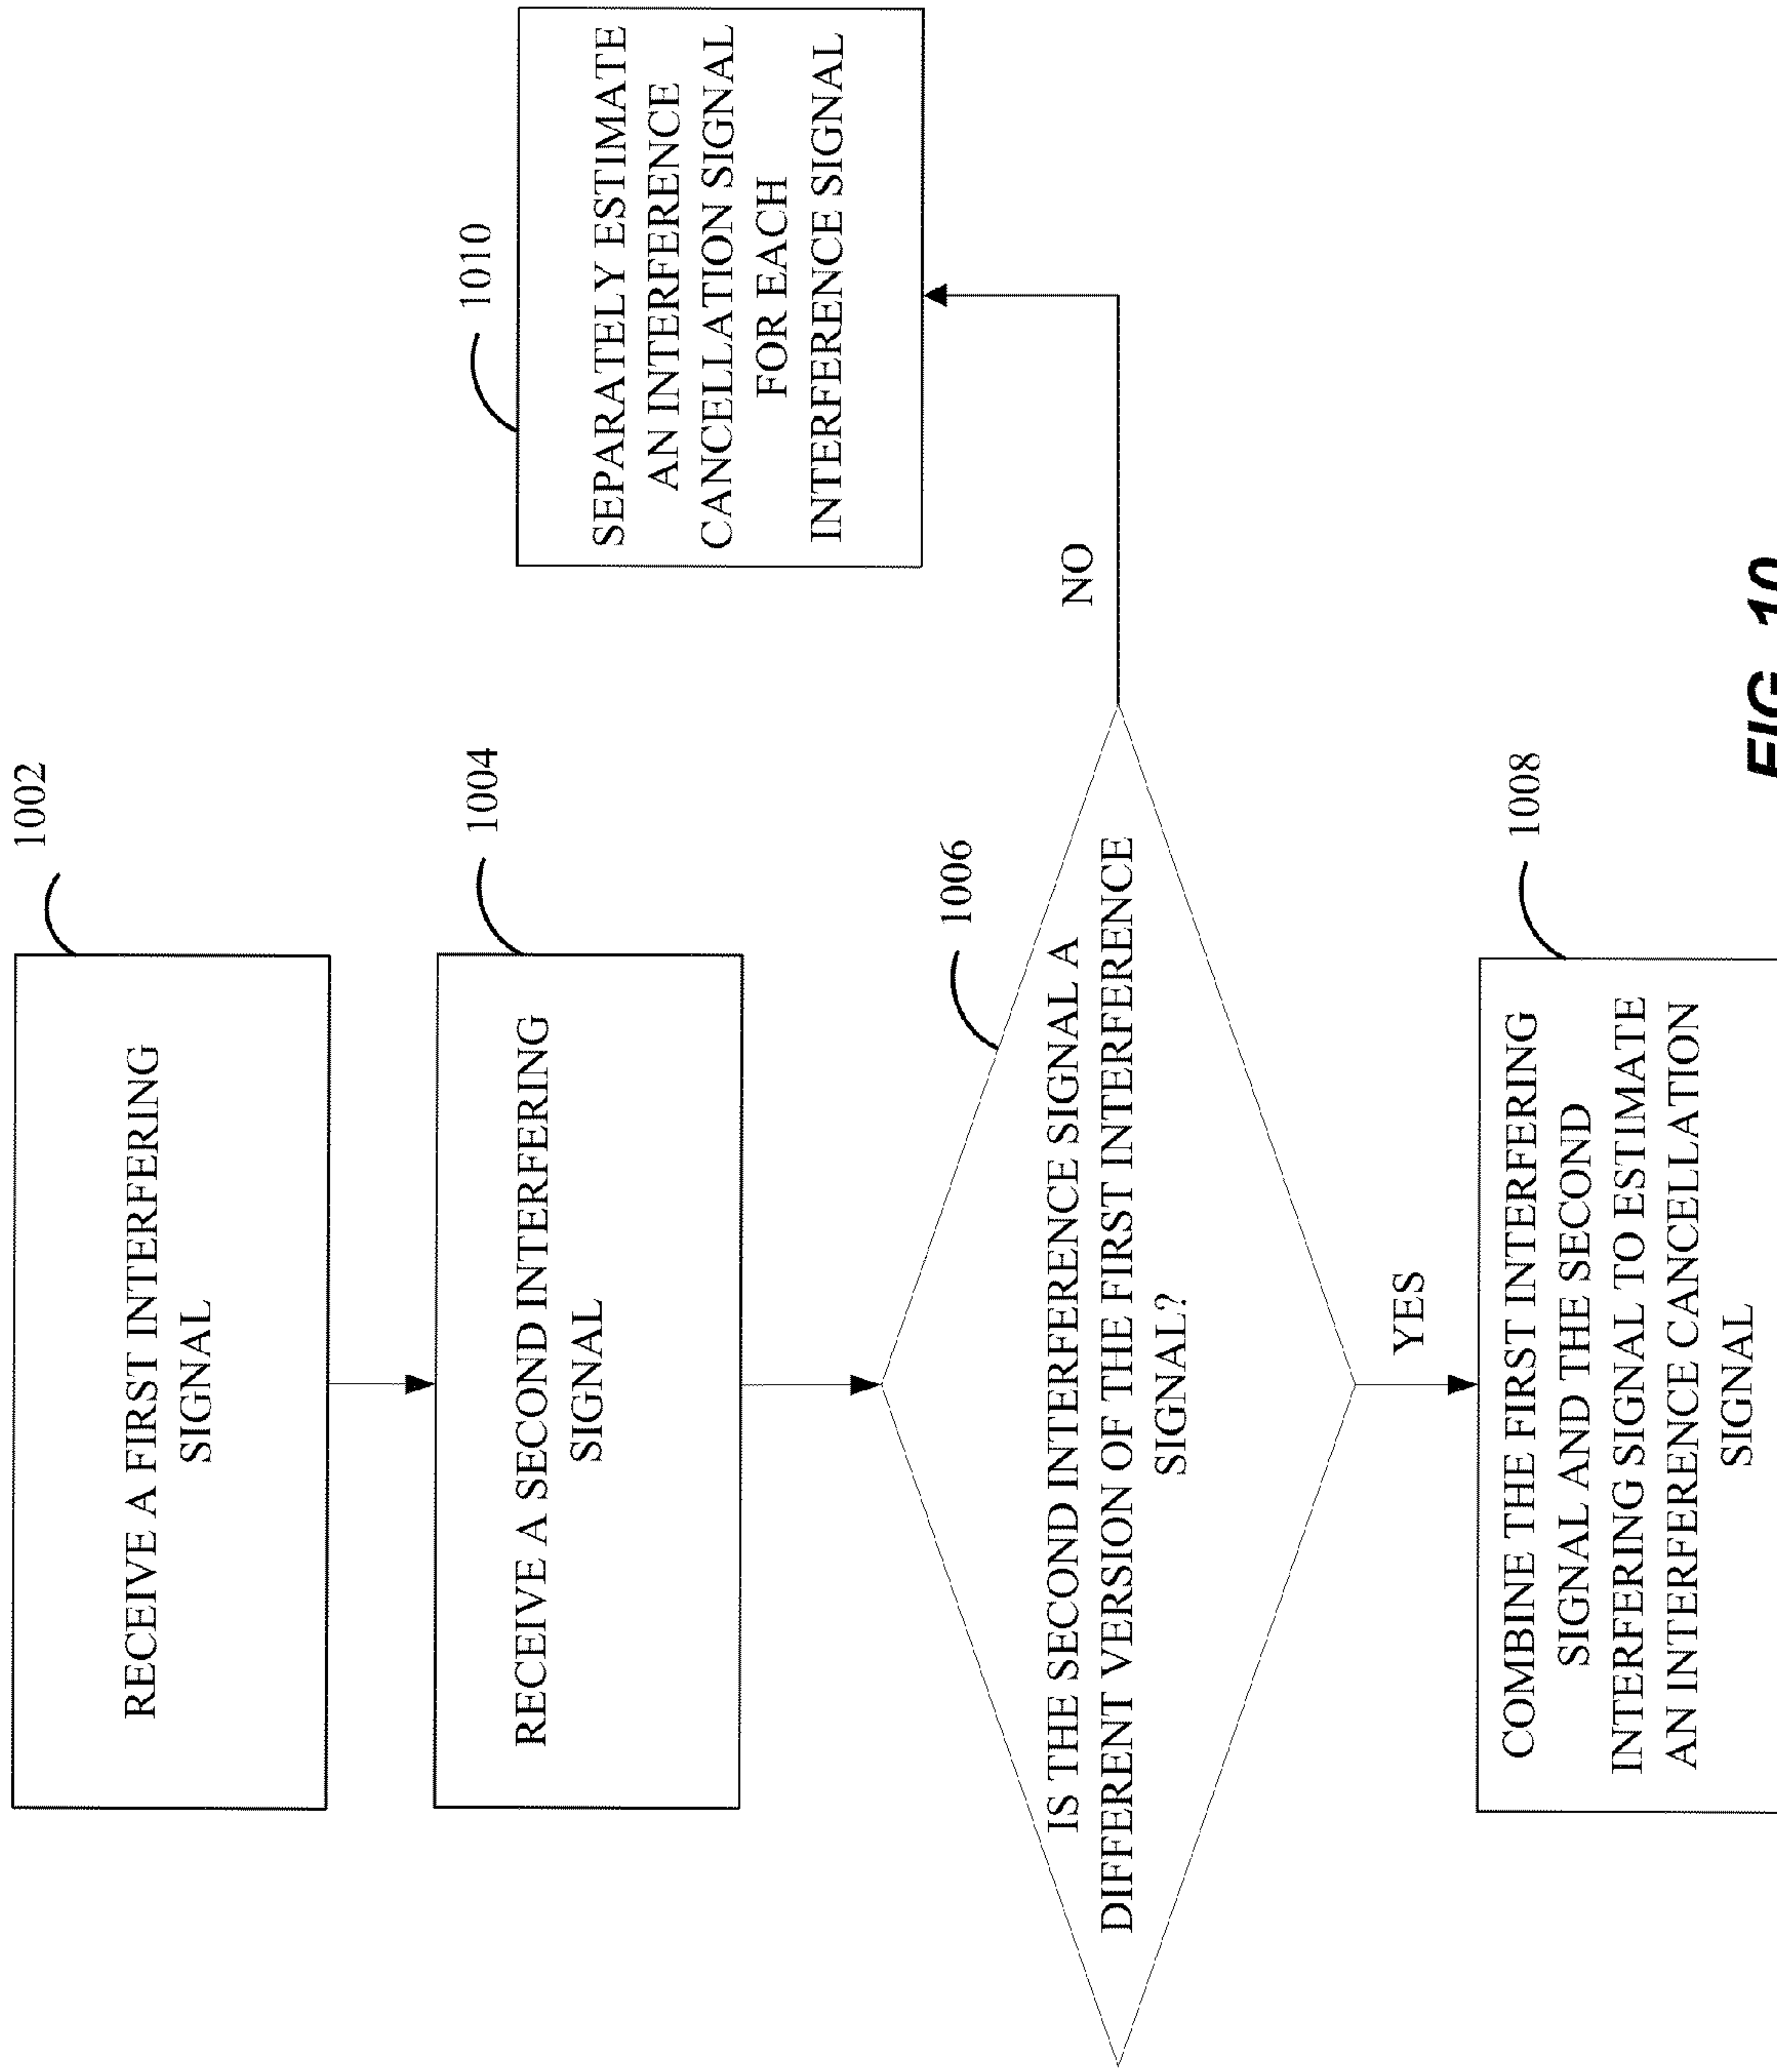 1002
RECEIVE A FIRST INTERFERING
SIGNAL
1004
RECEIVE A SECOND INTERFERING
SIGNAL
1006
IS THE SECOND INTERFERENCE SIGNAL A
DIFFERENT VERSION OF THE FIRST INTERFERENCE
SIGNAL?
NO
1010
SEPARATELY ESTIMATE
AN INTERFERENCE
CANCELLATION SIGNAL
FOR EACH
INTERFERENCE SIGNAL
YES
1008
COMBINE THE FIRST INTERFERING
SIGNAL AND THE SECOND
INTERFERING SIGNAL TO ESTIMATE
AN INTERFERENCE CANCELLATION
SIGNAL
FIG. 10